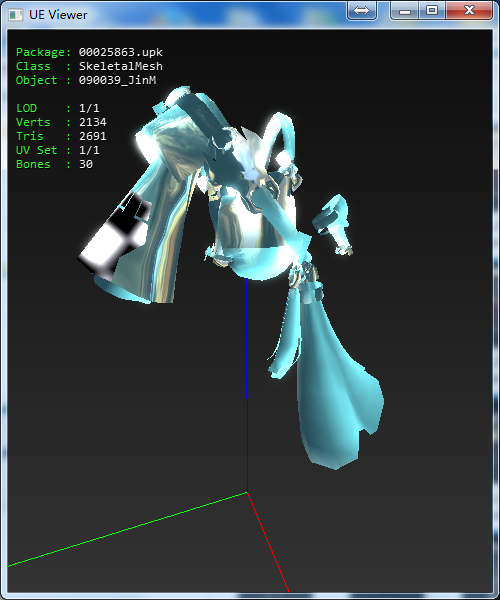 UE Viewer
Package: 00025863.upk
Class : SkeletalMesh
Object : 090039_JinM
LOD : 1/1
Verts : 2134
Tris : 2691
UV Set : 1/1
Bones : 30